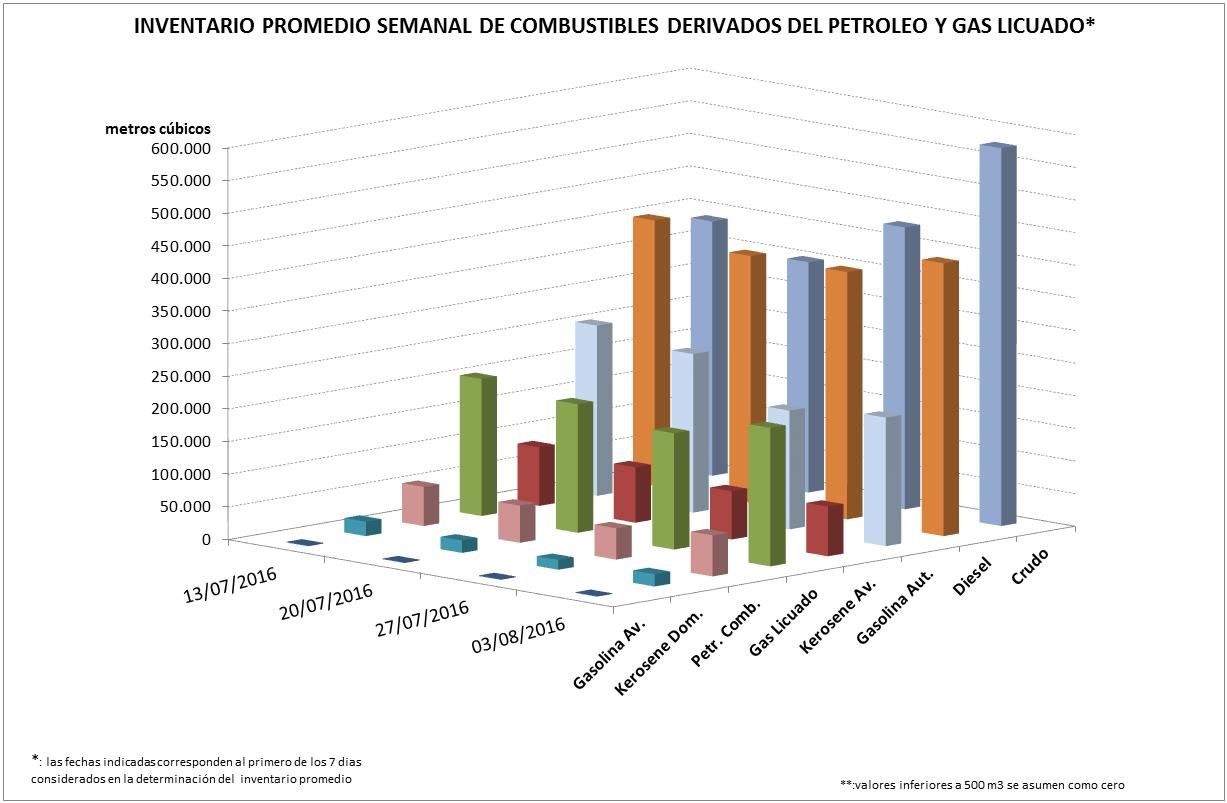 INVENTARIO PROMEDIO SEMANAL DE COMBUSTIBLES DERIVADOS DEL PETROLEO Y GAS LICUADO*
metros cúbicos
600.000
550.000
500.000
450.000
400.000
350.000
300.000
250.000
200.000
150.000
100.000
50.000
0
13/07/2016
20/07/2016
27/07/2016
03/08/2016
Gasolina Av.
Kerosene Dom.
Petr. Comb.
Gas Licuado
Kerosene Av.
Gasolina Aut.
Diesel
Crudo
*: las fechas indicadas corresponden al primero de los 7 dias
considerados en la determinación del inventario promedio
**:valores inferiores a 500 m3 se asumen como cero